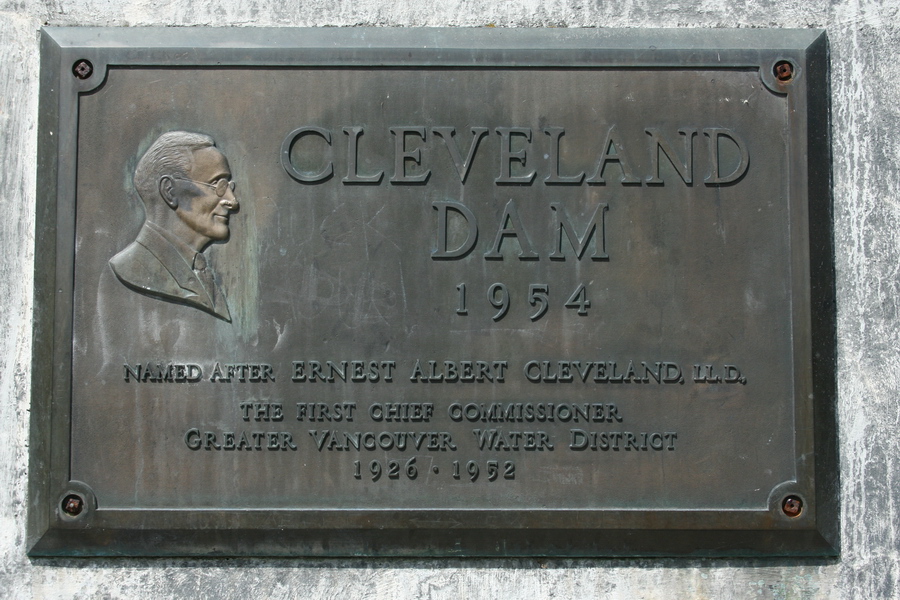 CLEVELAND
DAM
1954
NAMED AFTER ERNEST ALBERT CLEVELAND, LL.D.,
THE FIRST CHIEF COMMISSIONER
GREATER VANCOUVER WATER DISTRICT
1926 · 1952